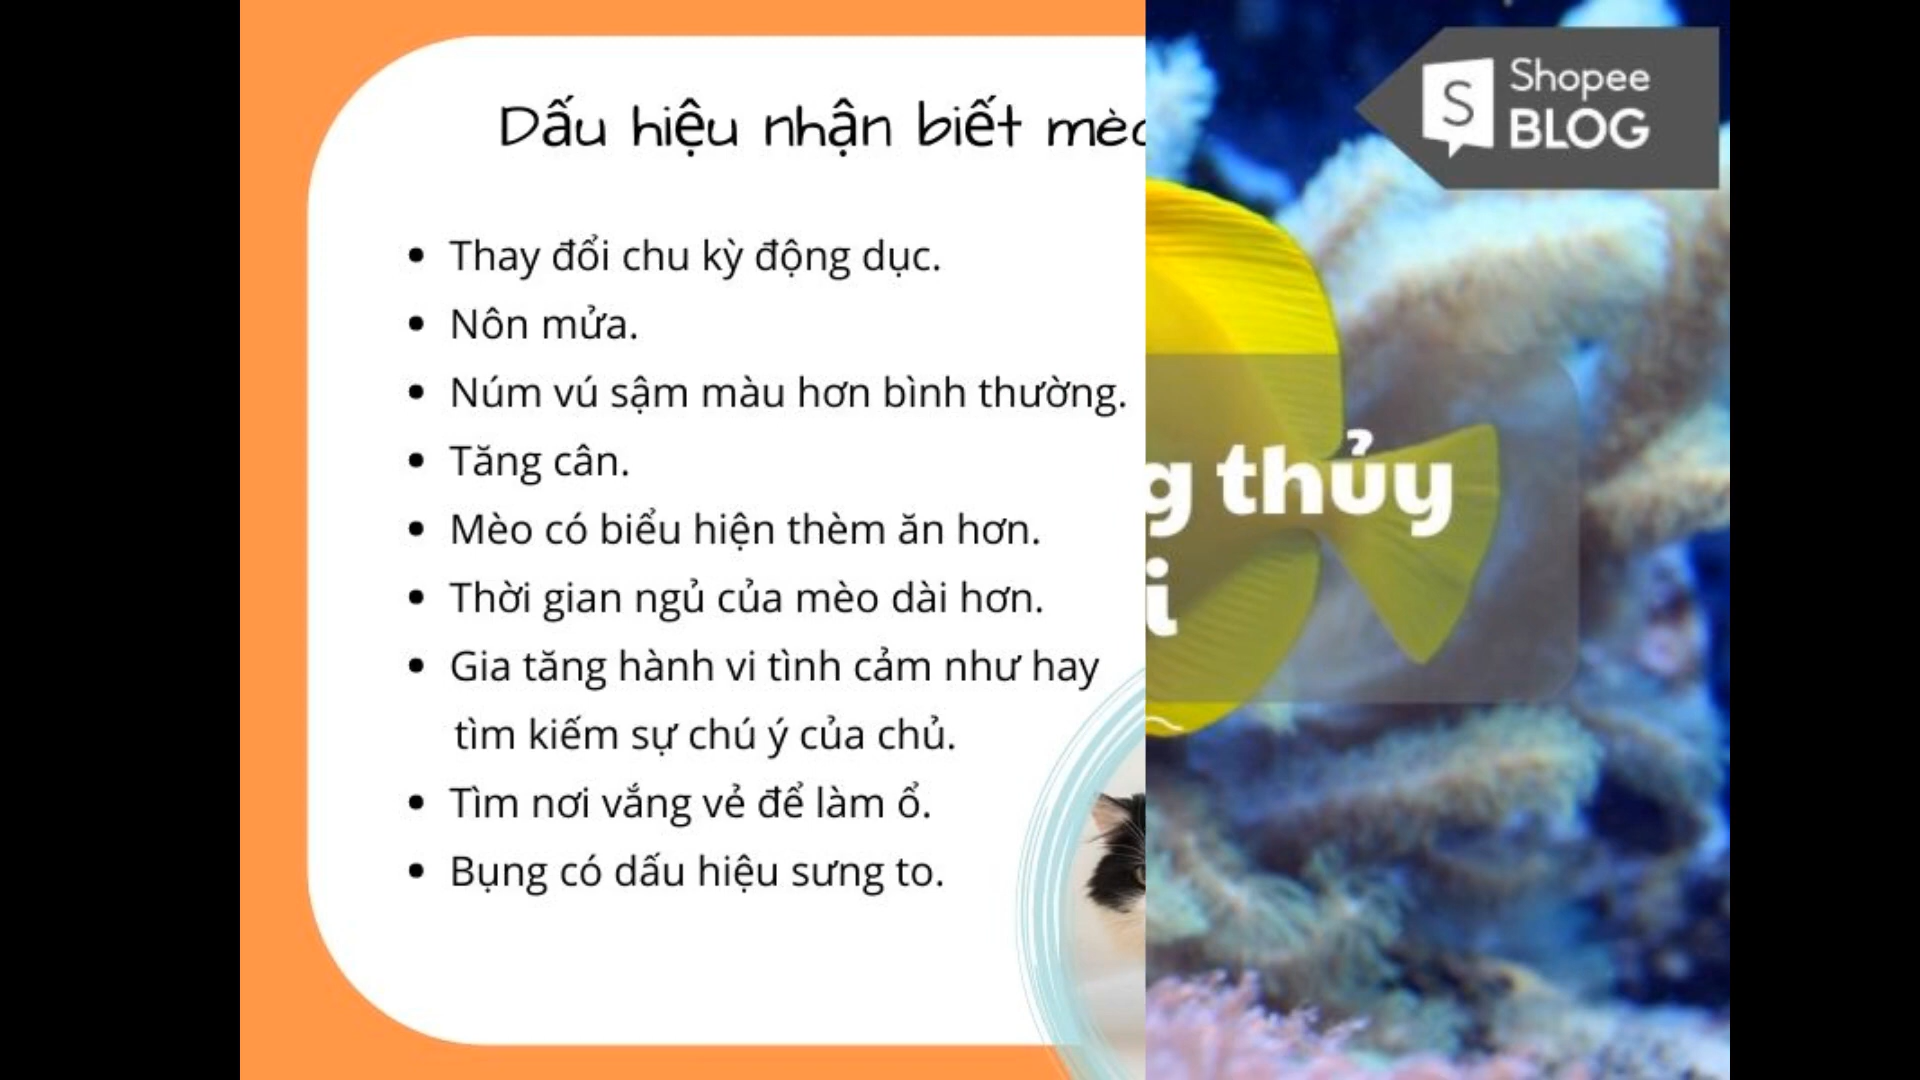 Dấu hiệu nhận biết mèo
Thay đổi chu kỳ động dục.
Nôn mửa.
Núm vú sậm màu hơn bình thường.
Tăng cân.
Mèo có biểu hiện thèm ăn hơn.
Thời gian ngủ của mèo dài hơn.
Gia tăng hành vi tình cảm như hay
tìm kiếm sự chú ý của chủ.
Tìm nơi vắng vẻ để làm ổ.
Bụng có dấu hiệu sưng to.
S Shopee
BLOG
thủy